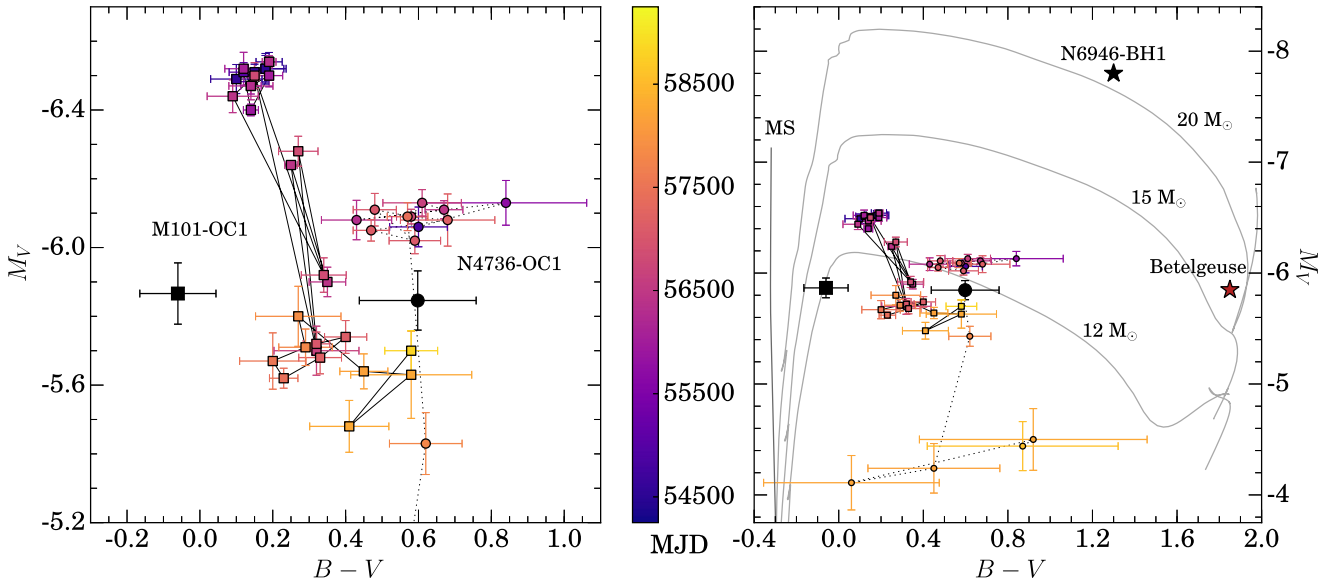 M_V
-6.4
-6.0
-5.6
-5.2
M101-OC1
N4736-OC1
-0.2 0.0 0.2 0.4 0.6 0.8 1.0
B − V
58500
57500
56500
55500
54500
MJD
N6946-BH1
MS
20 M☉
15 M☉
Betelgeuse
12 M☉
-8
-7
-6
-5
-4
M_V
-0.4 0.0 0.4 0.8 1.2 1.6 2.0
B − V